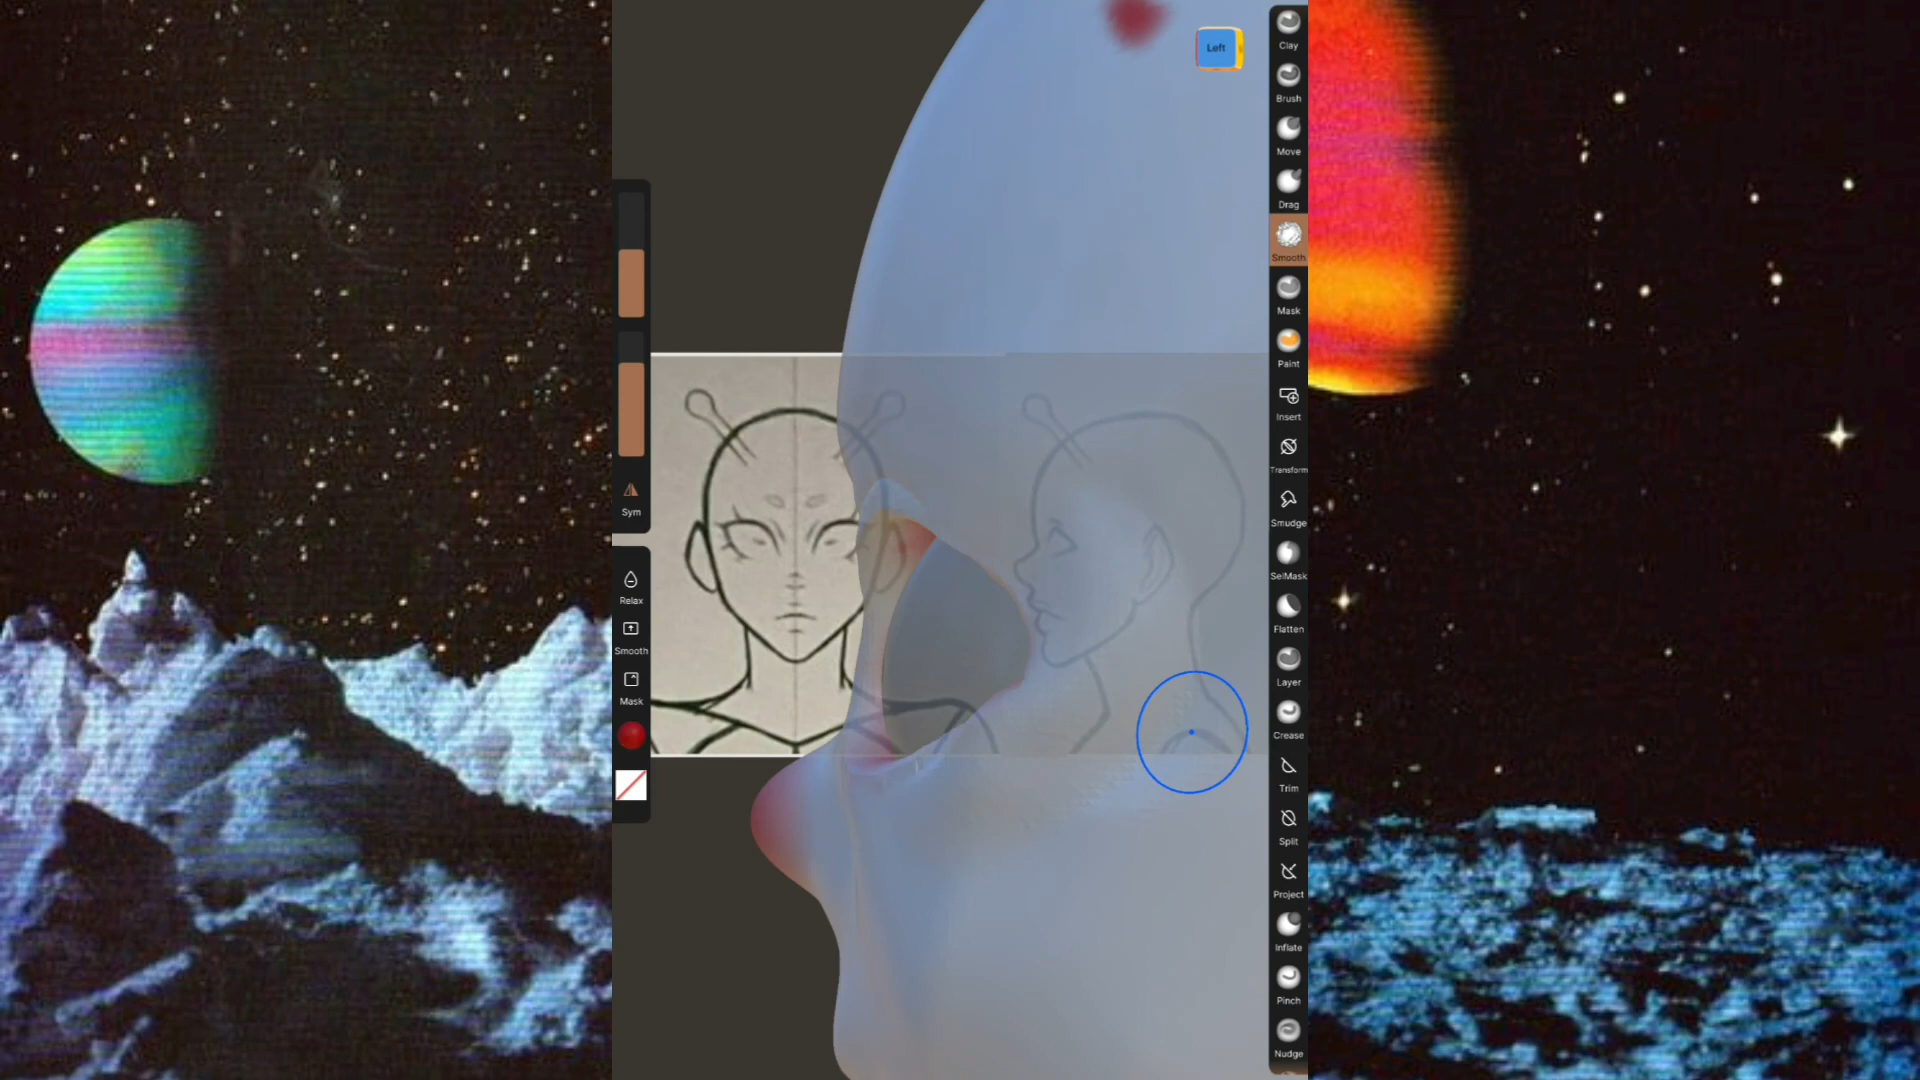 Left
Clay
Brush
Move
Drag
Smooth
Mask
Paint
Insert
Transform
Smudge
SelMask
Flatten
Layer
Crease
Trim
Split
Project
Inflate
Pinch
Nudge
Sym
Relax
Smooth
Mask